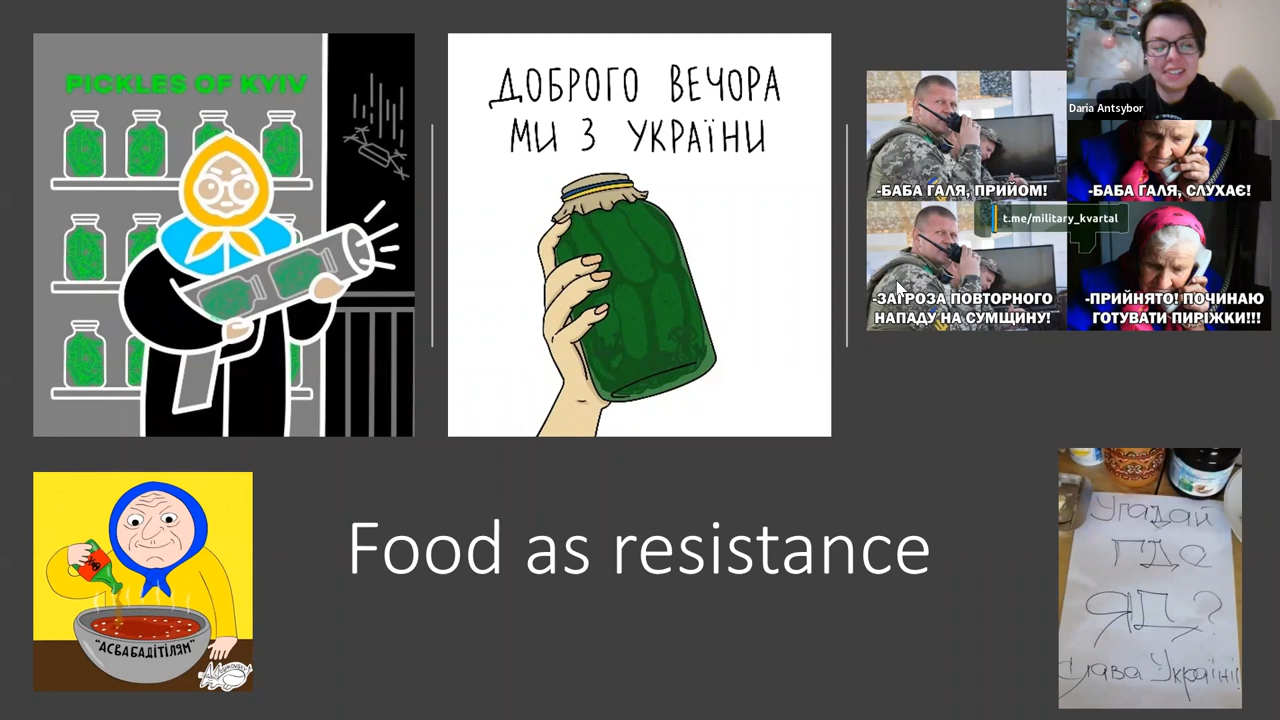 PICKLES OF KYIV
ДОБРОГО ВЕЧОРА
МИ З УКРАЇНИ
Daria Antsybor
-БАБА ГАЛЯ, ПРИЙОМ!
-БАБА ГАЛЯ, СЛУХАЄ!
t.me/military_kvartal
-ЗАГРОЗА ПОВТОРНОГО
НАПАДУ НА СУМЩИНУ!
-ПРИЙНЯТО! ПОЧИНАЮ
ГОТУВАТИ ПИРІЖКИ!!!
"АСВАБАДІТІЛЯМ"
Food as resistance
Угадай
ГДе
ЯД?
Слава Україні!